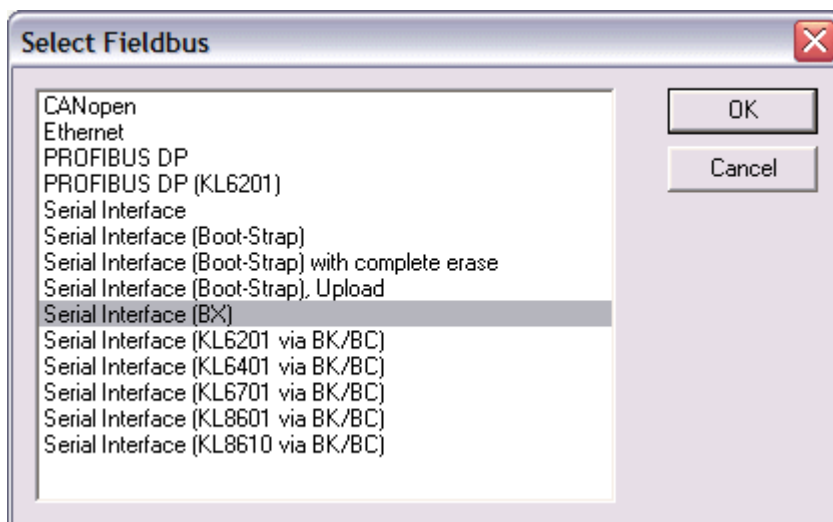 Select Fieldbus
CANopen
Ethernet
PROFIBUS DP
PROFIBUS DP (KL6201)
Serial Interface
Serial Interface (Boot-Strap)
Serial Interface (Boot-Strap) with complete erase
Serial Interface (Boot-Strap), Upload
Serial Interface (BX)
Serial Interface (KL6201 via BK/BC)
Serial Interface (KL6401 via BK/BC)
Serial Interface (KL6701 via BK/BC)
Serial Interface (KL8601 via BK/BC)
Serial Interface (KL8610 via BK/BC)
OK
Cancel